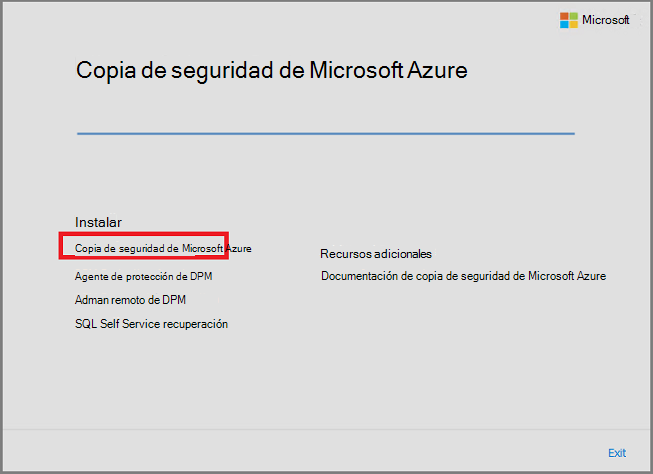 Microsoft
Copia de seguridad de Microsoft Azure
Instalar
Copia de seguridad de Microsoft Azure
Agente de protección de DPM
Adman remoto de DPM
SQL Self Service recuperación
Recursos adicionales
Documentación de copia de seguridad de Microsoft Azure
Exit